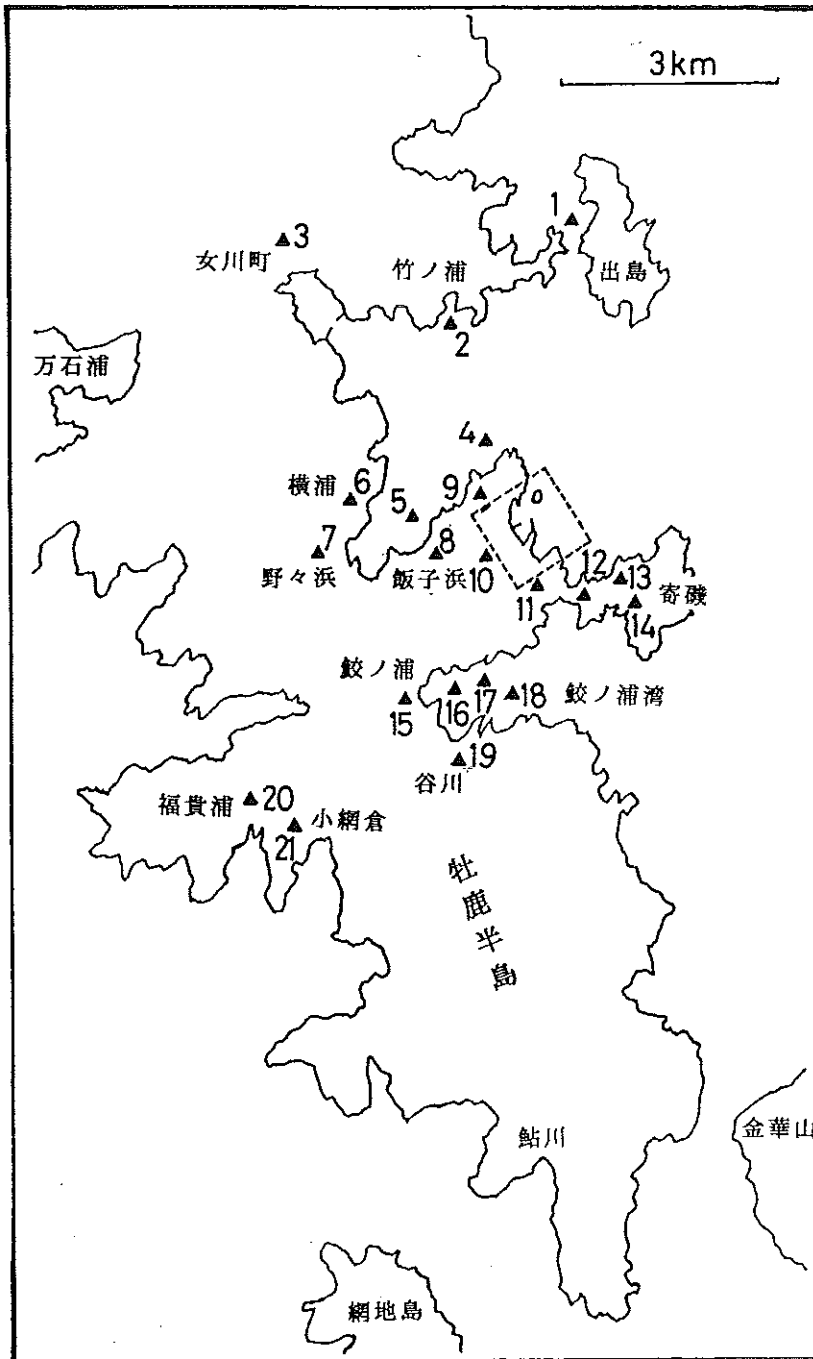 3km
1
3
女川町
竹ノ浦
出島
2
万石浦
4
横浦
6
9
5
7
8
10
12
13
野々浜
飯子浜
11
寄磯
14
鮫ノ浦
15
16
17
18
鮫ノ浦湾
19
谷川
福貴浦
20
21
小網倉
牡鹿半島
鮎川
金華山
網地島